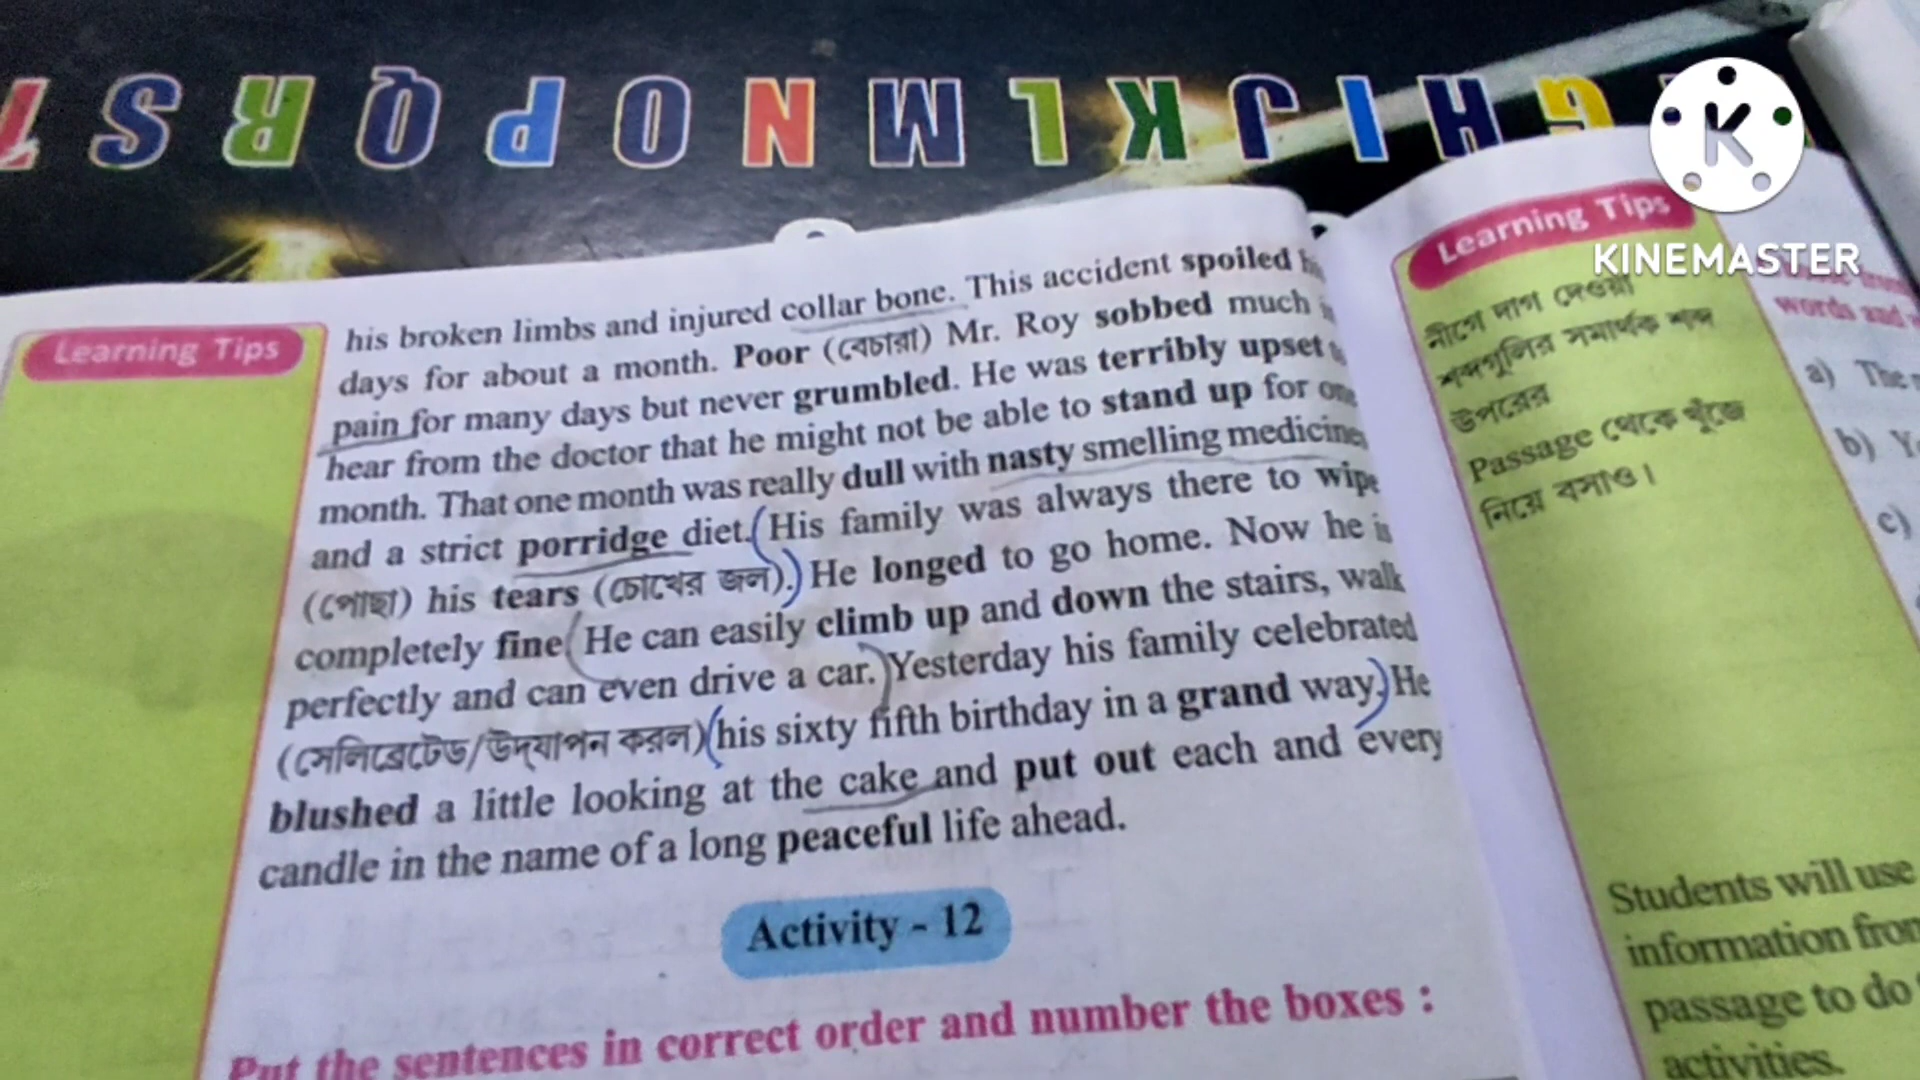 T S R Q P O N M L K J I H G
K
KINEMASTER
Learning Tips
his broken limbs and injured collar bone. This accident spoiled
days for about a month. Poor (বেচারা) Mr. Roy sobbed much
pain for many days but never grumbled. He was terribly upset
hear from the doctor that he might not be able to stand up for one
month. That one month was really dull with nasty smelling medicine
and a strict porridge diet. His family was always there to wipe
(পোছা) his tears (চোখের জল). He longed to go home. Now he is
completely fine. He can easily climb up and down the stairs, walk
perfectly and can even drive a car. Yesterday his family celebrated
(সেলিব্রেটেড/উদ্‌যাপন করল) his sixty fifth birthday in a grand way. He
blushed a little looking at the cake and put out each and every
candle in the name of a long peaceful life ahead.
Activity - 12
Put the sentences in correct order and number the boxes :
Learning Tips
নীচে দাগ দেওয়া
শব্দগুলির সমার্থক শব্দ
উপরের
Passage থেকে খুঁজে
নিয়ে বসাও।
words and
a) The
b)
c)
Students will use
information from
passage to do
activities.